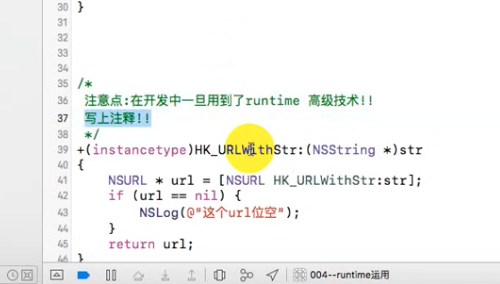 30 }
31
32
33
34
35 /*
36 注意点:在开发中一旦用到了runtime 高级技术!!
37 写上注释!!
38 */
39 +(instancetype)HK_URLWithStr:(NSString *)str
40 {
41 NSURL * url = [NSURL HK_URLWithStr:str];
42 if (url == nil) {
43 NSLog(@"这个url位空");
44 }
45 return url;
46 }
004--runtime运用